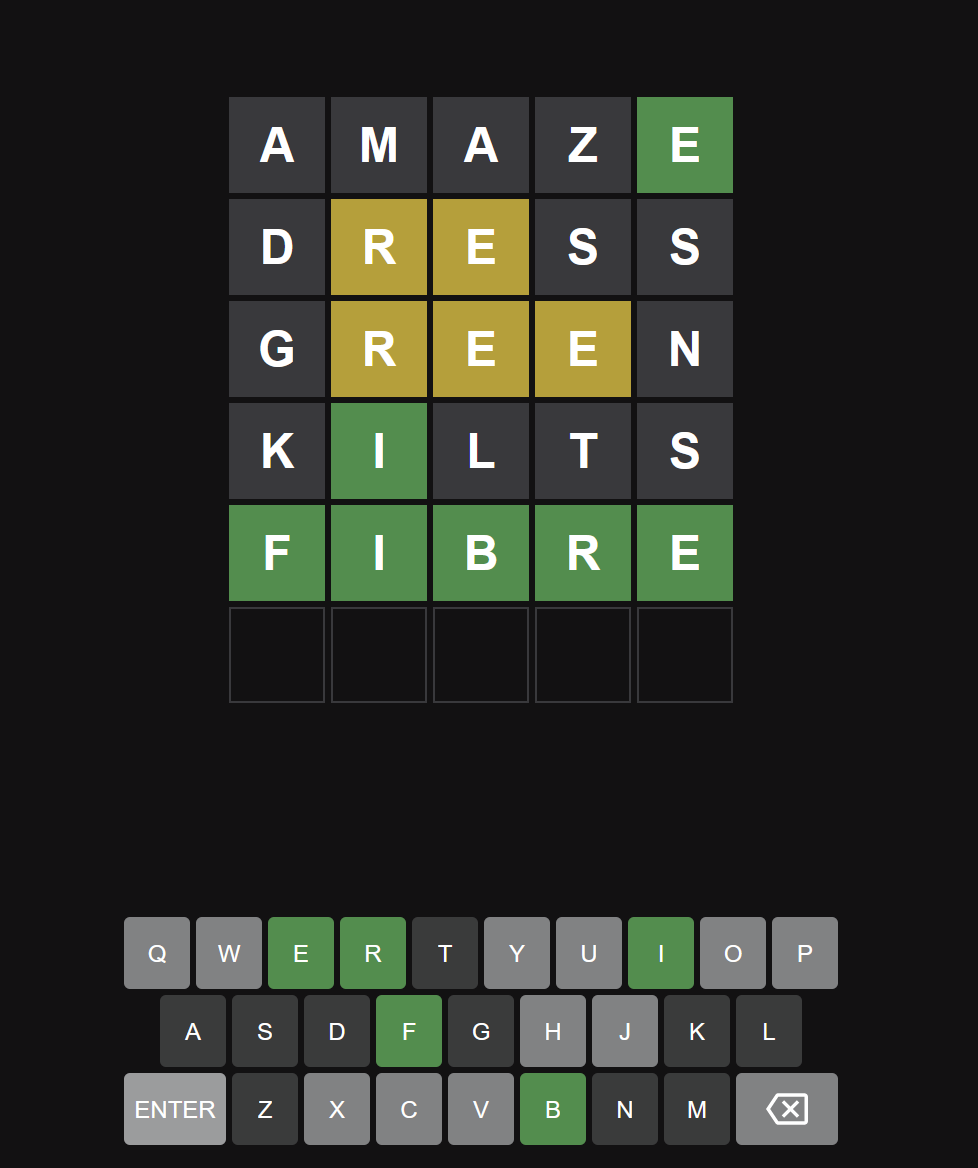 A M A Z E
D R E S S
G R E E N
K I L T S
F I B R E
Q W E R T Y U I O P
A S D F G H J K L
ENTER Z X C V B N M